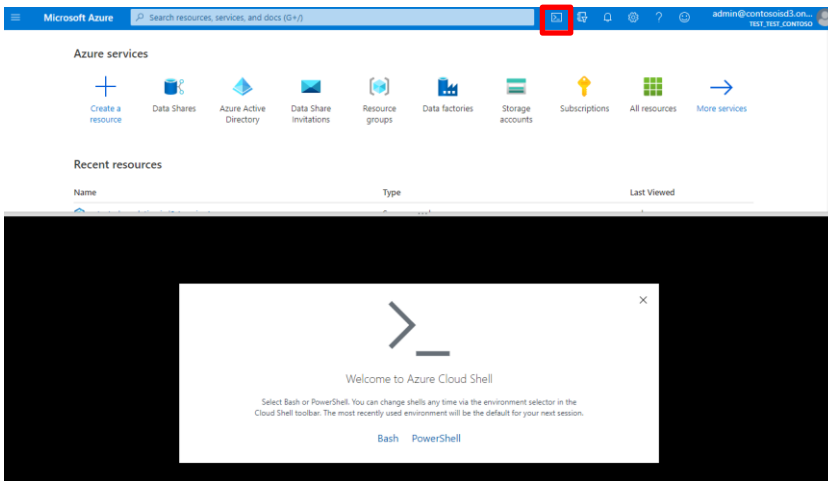 Microsoft Azure
Search resources, services, and docs (G+/)
admin@contosoisd3.on...
TEST_TEST_CONTOSO
Azure services
Create a resource
Data Shares
Azure Active Directory
Data Share Invitations
Resource groups
Data factories
Storage accounts
Subscriptions
All resources
More services
Recent resources
Name
Type
Last Viewed
Welcome to Azure Cloud Shell
Select Bash or PowerShell. You can change shells any time via the environment selector in the
Cloud Shell toolbar. The most recently used environment will be the default for your next session.
Bash PowerShell